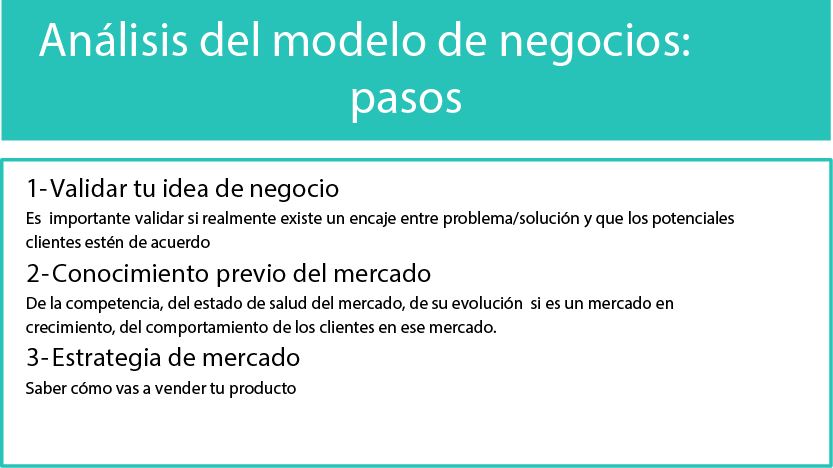 Análisis del modelo de negocios:
pasos
1-Validar tu idea de negocio
Es importante validar si realmente existe un encaje entre problema/solución y que los potenciales
clientes estén de acuerdo
2-Conocimiento previo del mercado
De la competencia, del estado de salud del mercado, de su evolución si es un mercado en
crecimiento, del comportamiento de los clientes en ese mercado.
3-Estrategia de mercado
Saber cómo vas a vender tu producto